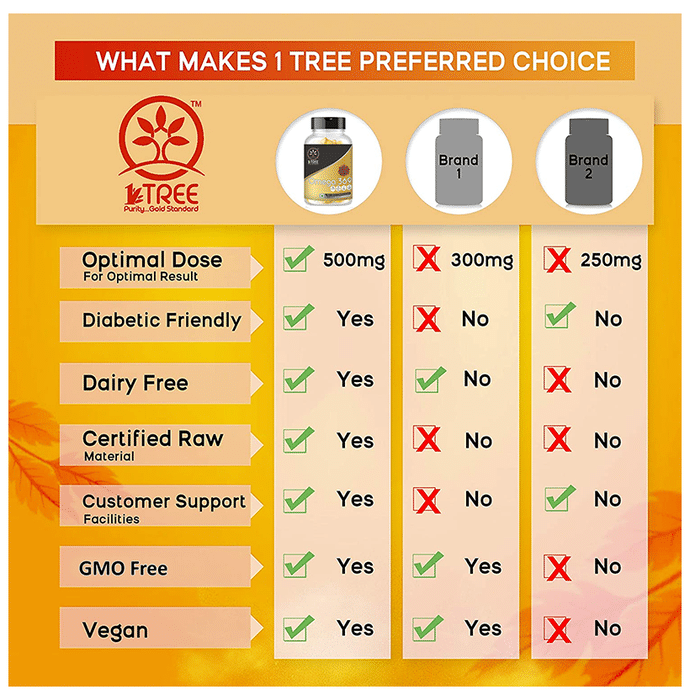 WHAT MAKES 1 TREE PREFERRED CHOICE
TM
1TREE
Purity...Gold Standard
Brand
1
Brand
2
Optimal Dose
For Optimal Result
500mg
300mg
250mg
Diabetic Friendly
Yes
No
No
Dairy Free
Yes
No
No
Certified Raw
Material
Yes
No
No
Customer Support
Facilities
Yes
No
No
GMO Free
Yes
Yes
No
Vegan
Yes
Yes
No